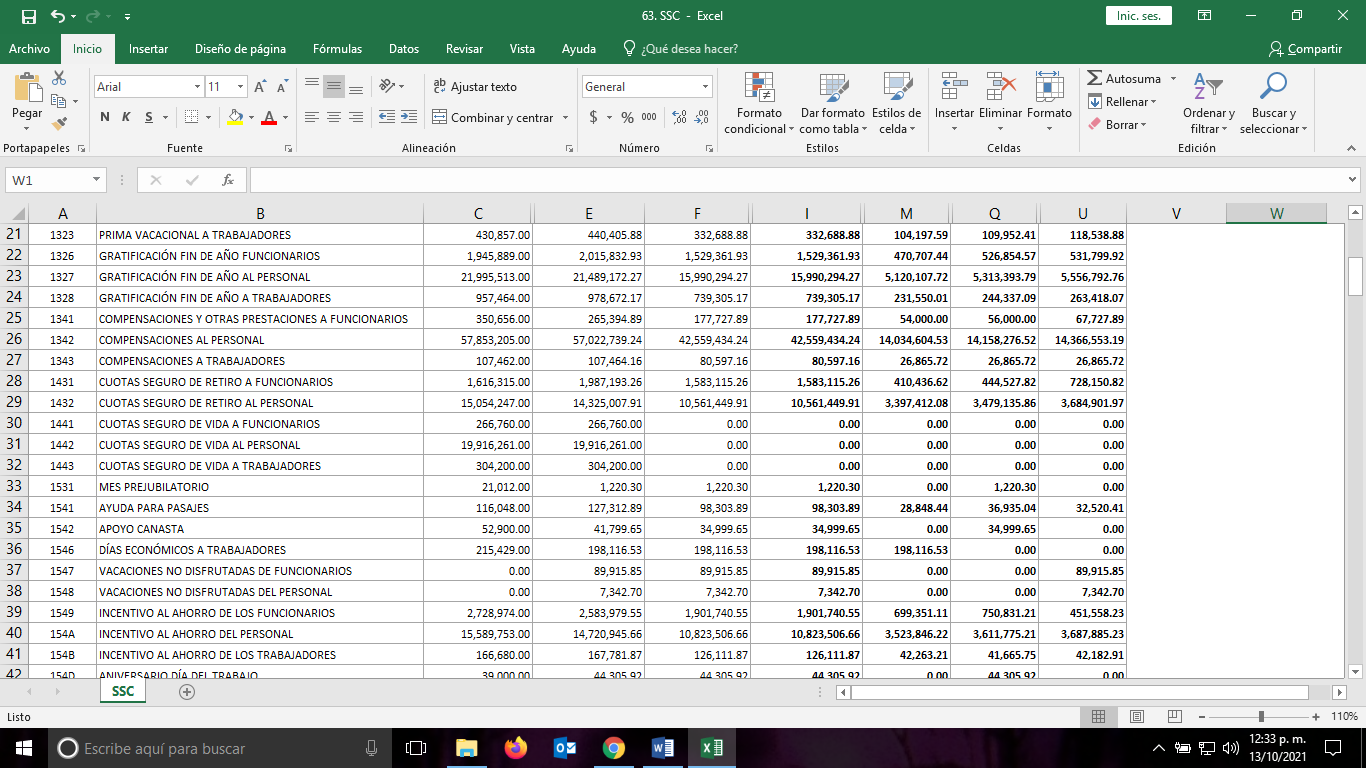 63. SSC - Excel
Inic. ses.
Archivo Inicio Insertar Diseño de página Fórmulas Datos Revisar Vista Ayuda ¿Qué desea hacer? Compartir
Pegar
Arial 11 A A
N K S A
ab Ajustar texto
Combinar y centrar
General
$ % 000
Formato condicional
Dar formato como tabla
Estilos de celda
Insertar Eliminar Formato
Autosuma
Rellenar
Borrar
Ordenar y filtrar
Buscar y seleccionar
Portapapeles Fuente Alineación Número Estilos Celdas Edición
W1 fx
A B C E F I M Q U V W
21 1323 PRIMA VACACIONAL A TRABAJADORES 430,857.00 440,405.88 332,688.88 332,688.88 104,197.59 109,952.41 118,538.88
22 1326 GRATIFICACIÓN FIN DE AÑO FUNCIONARIOS 1,945,889.00 2,015,832.93 1,529,361.93 1,529,361.93 470,707.44 526,854.57 531,799.92
23 1327 GRATIFICACIÓN FIN DE AÑO AL PERSONAL 21,995,513.00 21,489,172.27 15,990,294.27 15,990,294.27 5,120,107.72 5,313,393.79 5,556,792.76
24 1328 GRATIFICACIÓN FIN DE AÑO A TRABAJADORES 957,464.00 978,672.17 739,305.17 739,305.17 231,550.01 244,337.09 263,418.07
25 1341 COMPENSACIONES Y OTRAS PRESTACIONES A FUNCIONARIOS 350,656.00 265,394.89 177,727.89 177,727.89 54,000.00 56,000.00 67,727.89
26 1342 COMPENSACIONES AL PERSONAL 57,853,205.00 57,022,739.24 42,559,434.24 42,559,434.24 14,034,604.53 14,158,276.52 14,366,553.19
27 1343 COMPENSACIONES A TRABAJADORES 107,462.00 107,464.16 80,597.16 80,597.16 26,865.72 26,865.72 26,865.72
28 1431 CUOTAS SEGURO DE RETIRO A FUNCIONARIOS 1,616,315.00 1,987,193.26 1,583,115.26 1,583,115.26 410,436.62 444,527.82 728,150.82
29 1432 CUOTAS SEGURO DE RETIRO AL PERSONAL 15,054,247.00 14,325,007.91 10,561,449.91 10,561,449.91 3,397,412.08 3,479,135.86 3,684,901.97
30 1441 CUOTAS SEGURO DE VIDA A FUNCIONARIOS 266,760.00 266,760.00 0.00 0.00 0.00 0.00 0.00
31 1442 CUOTAS SEGURO DE VIDA AL PERSONAL 19,916,261.00 19,916,261.00 0.00 0.00 0.00 0.00 0.00
32 1443 CUOTAS SEGURO DE VIDA A TRABAJADORES 304,200.00 304,200.00 0.00 0.00 0.00 0.00 0.00
33 1531 MES PREJUBILATORIO 21,012.00 1,220.30 1,220.30 1,220.30 0.00 1,220.30 0.00
34 1541 AYUDA PARA PASAJES 116,048.00 127,312.89 98,303.89 98,303.89 28,848.44 36,935.04 32,520.41
35 1542 APOYO CANASTA 52,900.00 41,799.65 34,999.65 34,999.65 0.00 34,999.65 0.00
36 1546 DÍAS ECONÓMICOS A TRABAJADORES 215,429.00 198,116.53 198,116.53 198,116.53 198,116.53 0.00 0.00
37 1547 VACACIONES NO DISFRUTADAS DE FUNCIONARIOS 0.00 89,915.85 89,915.85 89,915.85 0.00 0.00 89,915.85
38 1548 VACACIONES NO DISFRUTADAS DEL PERSONAL 0.00 7,342.70 7,342.70 7,342.70 0.00 0.00 7,342.70
39 1549 INCENTIVO AL AHORRO DE LOS FUNCIONARIOS 2,728,974.00 2,583,979.55 1,901,740.55 1,901,740.55 699,351.11 750,831.21 451,558.23
40 154A INCENTIVO AL AHORRO DEL PERSONAL 15,589,753.00 14,720,945.66 10,823,506.66 10,823,506.66 3,523,846.22 3,611,775.21 3,687,885.23
41 154B INCENTIVO AL AHORRO DE LOS TRABAJADORES 166,680.00 167,781.87 126,111.87 126,111.87 42,263.21 41,665.75 42,182.91
42 154D ANIVERSARIO DÍA DEL TRABAJO 39,000.00 44,305.92 44,305.92 44,305.92 0.00 44,305.92 0.00
SSC
Listo 110%
Escribe aquí para buscar
12:33 p. m.
13/10/2021